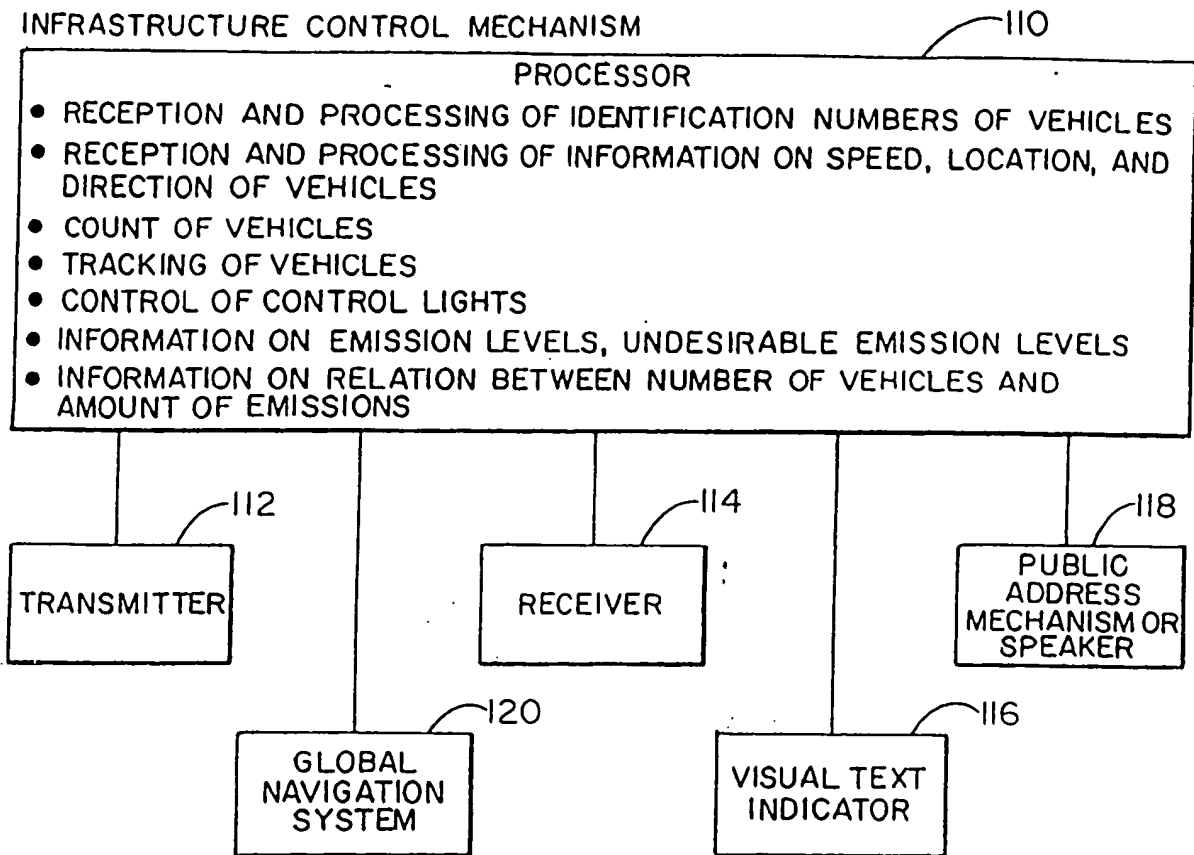 INFRASTRUCTURE CONTROL MECHANISM
110
PROCESSOR
• RECEPTION AND PROCESSING OF IDENTIFICATION NUMBERS OF VEHICLES
• RECEPTION AND PROCESSING OF INFORMATION ON SPEED, LOCATION, AND
DIRECTION OF VEHICLES
• COUNT OF VEHICLES
• TRACKING OF VEHICLES
• CONTROL OF CONTROL LIGHTS
• INFORMATION ON EMISSION LEVELS, UNDESIRABLE EMISSION LEVELS
• INFORMATION ON RELATION BETWEEN NUMBER OF VEHICLES AND
AMOUNT OF EMISSIONS
112
TRANSMITTER
114
RECEIVER
118
PUBLIC
ADDRESS
MECHANISM OR
SPEAKER
120
GLOBAL
NAVIGATION
SYSTEM
116
VISUAL TEXT
INDICATOR